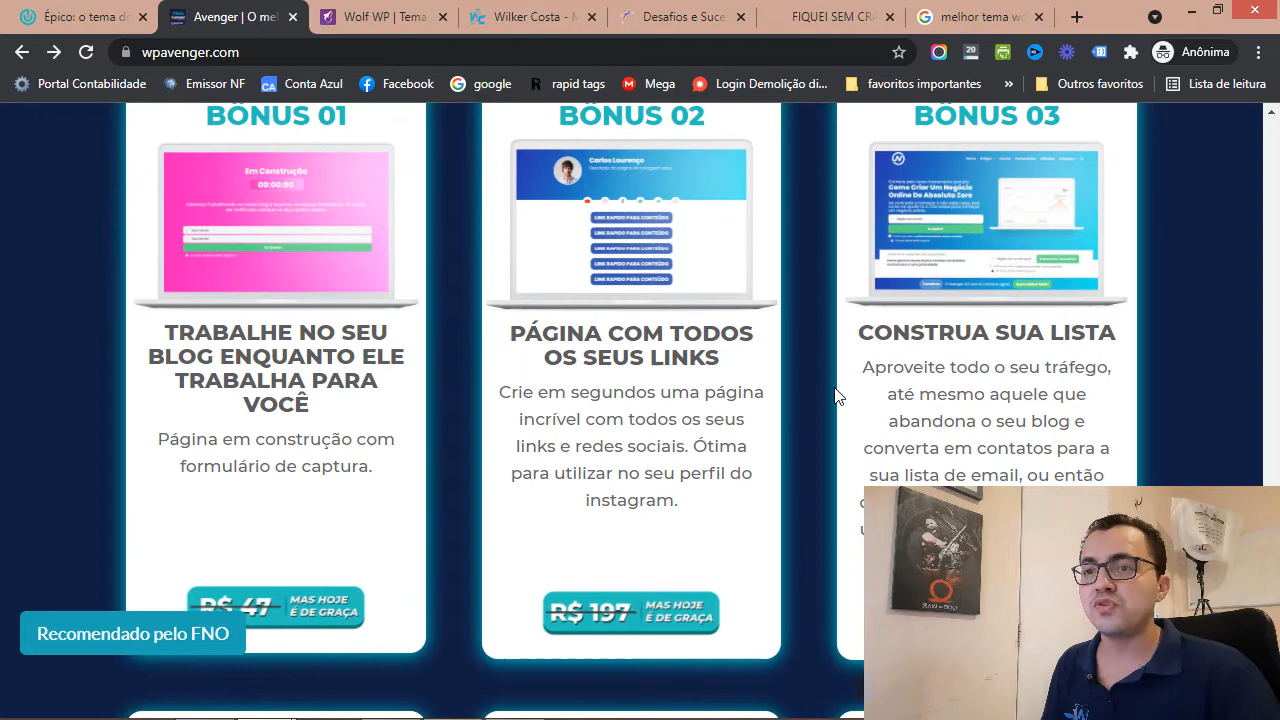 Épico: o tema de
Avenger | O mel
Wolf WP | Tema
Wilker Costa - M
Desafios e Suce
FIQUEI SEM CRA
melhor tema wo
wpavenger.com
Anônima
Portal Contabilidade
Emissor NF
Conta Azul
Facebook
google
rapid tags
Mega
Login Demolição di...
favoritos importantes
»
Outros favoritos
Lista de leitura
BÔNUS 01
BÔNUS 02
BÔNUS 03
Em Construção
00:00:00
Carlos Lourenço
LINK RAPIDO PARA CONTEÚDO
LINK RAPIDO PARA CONTEÚDO
LINK RAPIDO PARA CONTEÚDO
LINK RAPIDO PARA CONTEÚDO
LINK RAPIDO PARA CONTEÚDO
Como Criar Um Negócio
Online Do Absoluto Zero
TRABALHE NO SEU
BLOG ENQUANTO ELE
TRABALHA PARA
VOCÊ
Página em construção com
formulário de captura.
R$ 47
MAS HOJE
É DE GRAÇA
PÁGINA COM TODOS
OS SEUS LINKS
Crie em segundos uma página
incrível com todos os seus
links e redes sociais. Ótima
para utilizar no seu perfil do
instagram.
R$ 197
MAS HOJE
É DE GRAÇA
CONSTRUA SUA LISTA
Aproveite todo o seu tráfego,
até mesmo aquele que
abandona o seu blog e
converta em contatos para a
sua lista de email, ou então
Recomendado pelo FNO